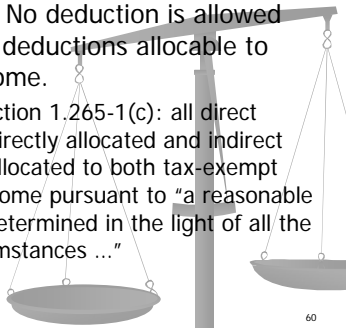 No deduction is allowed
deductions allocable to
ome.
ction 1.265-1(c): all direct
irectly allocated and indirect
llocated to both tax-exempt
ome pursuant to "a reasonable
etermined in the light of all the
mstances ..."
60